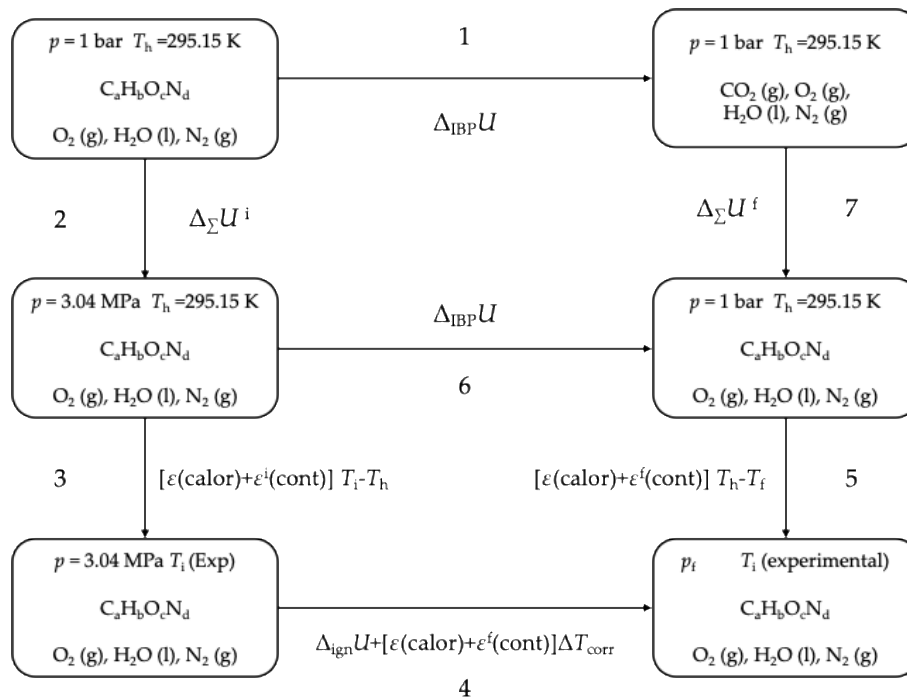 p = 1 bar T_h =295.15 K
C_aH_bO_cN_d
O_2 (g), H_2O (l), N_2 (g)
1
Δ_IBP U
p = 1 bar T_h =295.15 K
CO_2 (g), O_2 (g),
H_2O (l), N_2 (g)
2
Δ_Σ U^i
Δ_Σ U^f
7
p = 3.04 MPa T_h =295.15 K
C_aH_bO_cN_d
O_2 (g), H_2O (l), N_2 (g)
Δ_IBP U
6
p = 1 bar T_h =295.15 K
C_aH_bO_cN_d
O_2 (g), H_2O (l), N_2 (g)
3
[ε(calor)+ε^i(cont)] T_i-T_h
[ε(calor)+ε^f(cont)] T_h-T_f
5
p = 3.04 MPa T_i (Exp)
C_aH_bO_cN_d
O_2 (g), H_2O (l), N_2 (g)
Δ_ign U+[ε(calor)+ε^f(cont)]ΔT_corr
4
p_f T_i (experimental)
C_aH_bO_cN_d
O_2 (g), H_2O (l), N_2 (g)